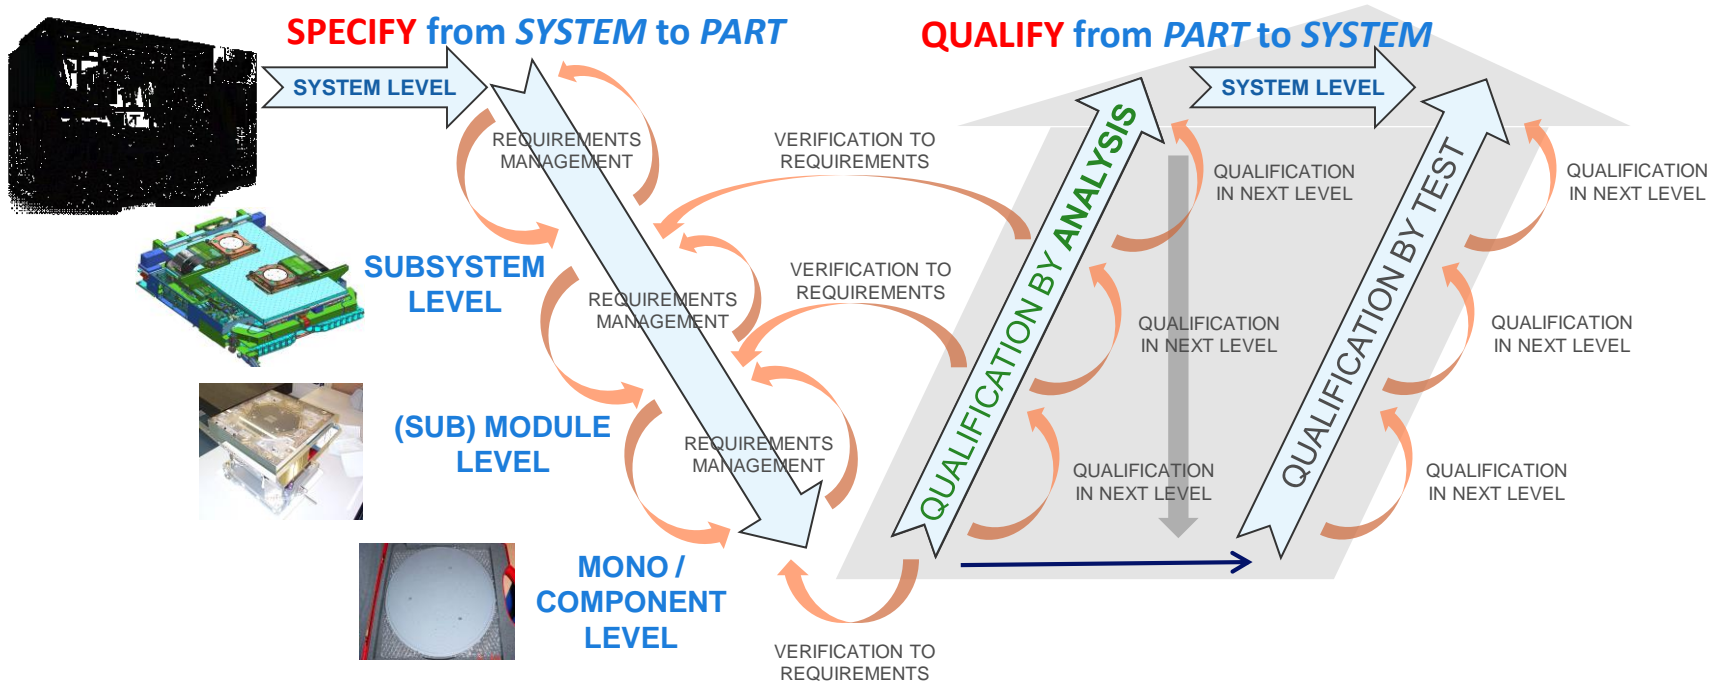 SPECIFY from SYSTEM to PART
QUALIFY from PART to SYSTEM
SYSTEM LEVEL
SYSTEM LEVEL
REQUIREMENTS
MANAGEMENT
VERIFICATION TO
REQUIREMENTS
QUALIFICATION
IN NEXT LEVEL
QUALIFICATION
IN NEXT LEVEL
SUBSYSTEM
LEVEL
REQUIREMENTS
MANAGEMENT
VERIFICATION TO
REQUIREMENTS
QUALIFICATION BY ANALYSIS
QUALIFICATION
IN NEXT LEVEL
QUALIFICATION BY TEST
QUALIFICATION
IN NEXT LEVEL
(SUB) MODULE
LEVEL
REQUIREMENTS
MANAGEMENT
QUALIFICATION
IN NEXT LEVEL
QUALIFICATION
IN NEXT LEVEL
MONO /
COMPONENT
LEVEL
VERIFICATION TO
REQUIREMENTS